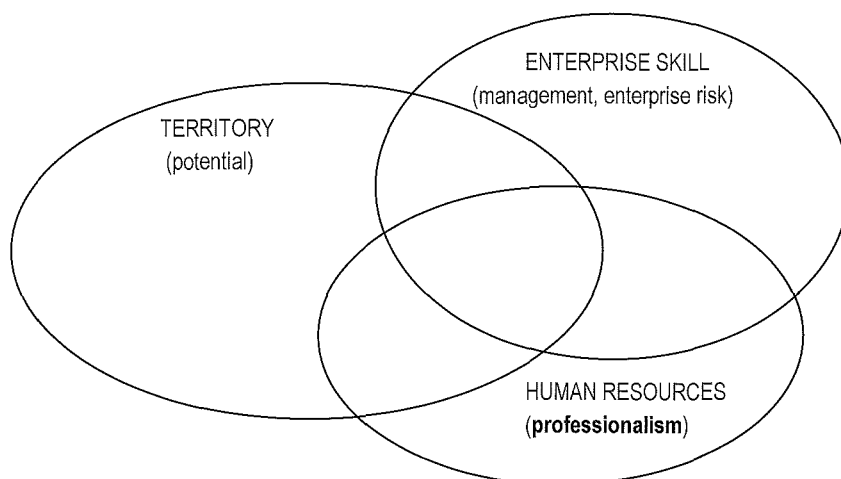 ENTERPRISE SKILL
(management, enterprise risk)
TERRITORY
(potential)
HUMAN RESOURCES
(professionalism)